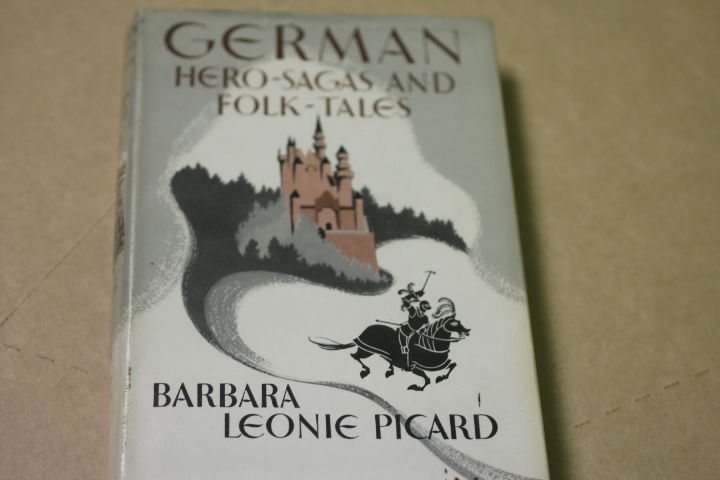 GERMAN
HERO-SAGAS AND
FOLK-TALES
BARBARA
LEONIE PICARD